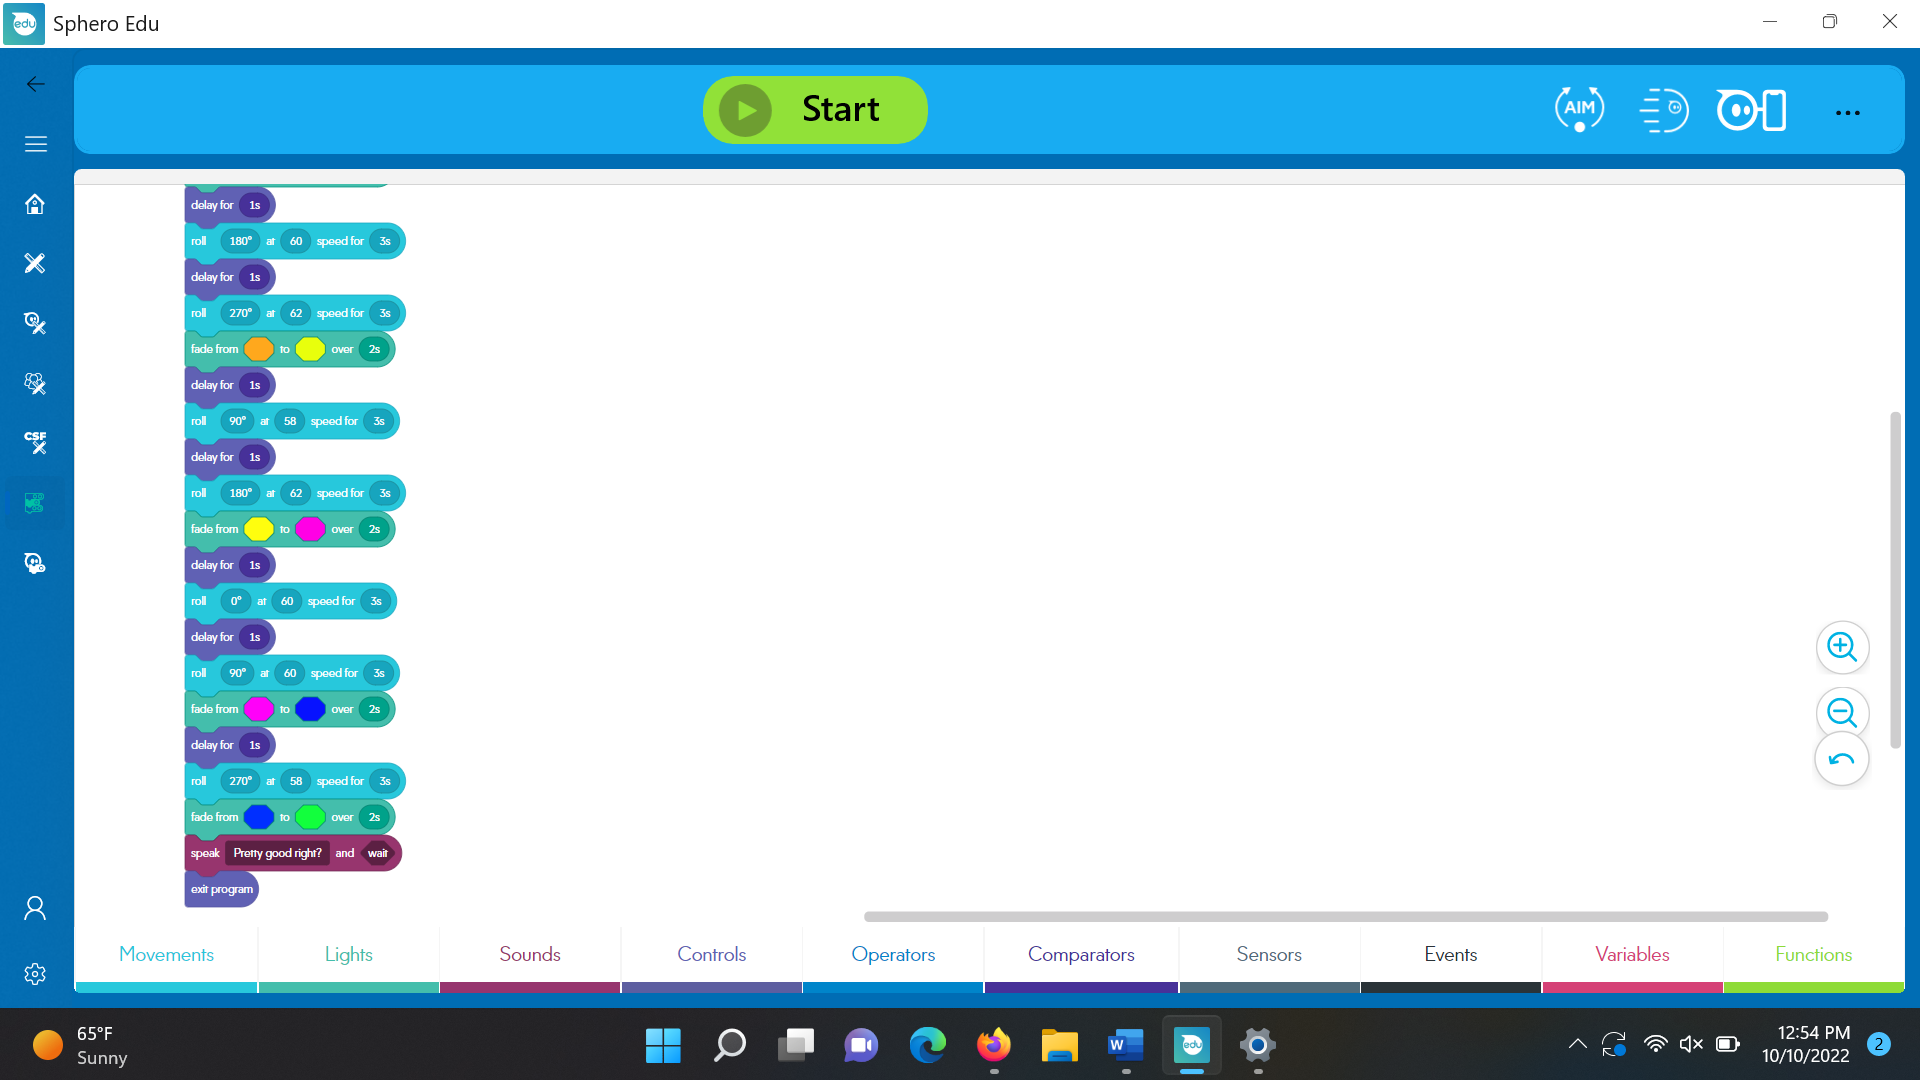 edu Sphero Edu
Start
AIM
...
delay for 1s
roll 180° at 60 speed for 3s
delay for 1s
roll 270° at 62 speed for 3s
fade from to over 2s
delay for 1s
roll 90° at 58 speed for 3s
delay for 1s
roll 180° at 62 speed for 3s
fade from to over 2s
delay for 1s
roll 0° at 60 speed for 3s
delay for 1s
roll 90° at 60 speed for 3s
fade from to over 2s
delay for 1s
roll 270° at 58 speed for 3s
fade from to over 2s
speak Pretty good right? and wait
exit program
CSF
Movements Lights Sounds Controls Operators Comparators Sensors Events Variables Functions
65°F
Sunny
W
edu
12:54 PM
10/10/2022
2